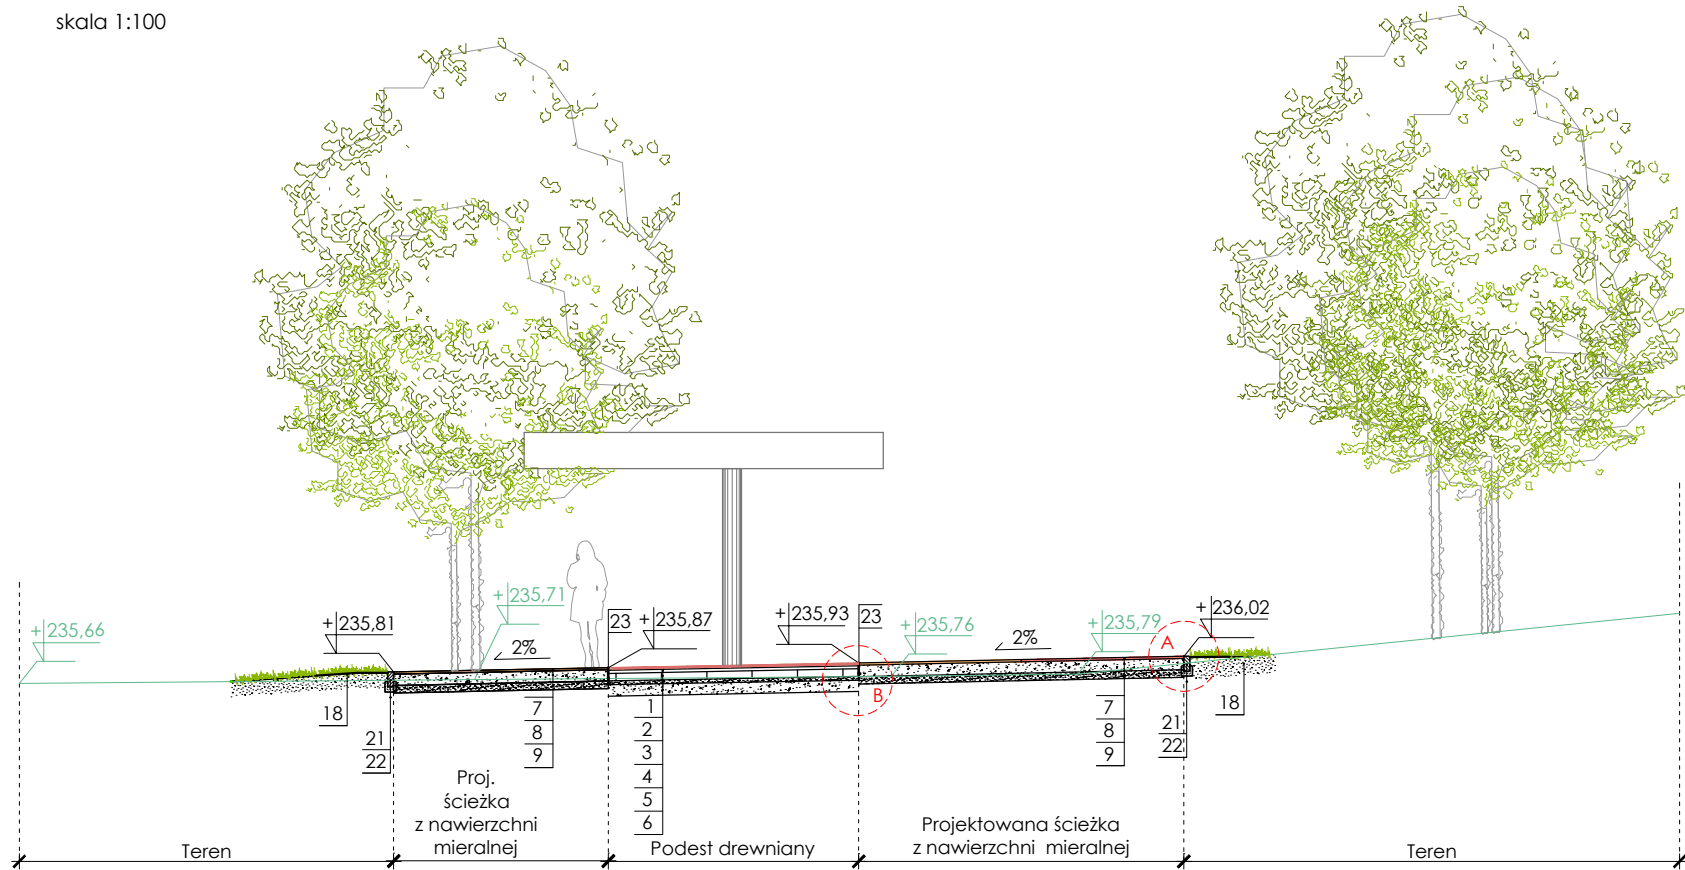 skala 1:100
+235,66
+235,81
+235,71
2%
23
+235,87
+235,93
23
+235,76
2%
+235,79
A
+236,02
B
18
21
22
7
8
9
1
2
3
4
5
6
7
8
9
21
22
18
Teren
Proj.
ścieżka
z nawierzchni
mieralnej
Podest drewniany
Projektowana ścieżka
z nawierzchni mieralnej
Teren